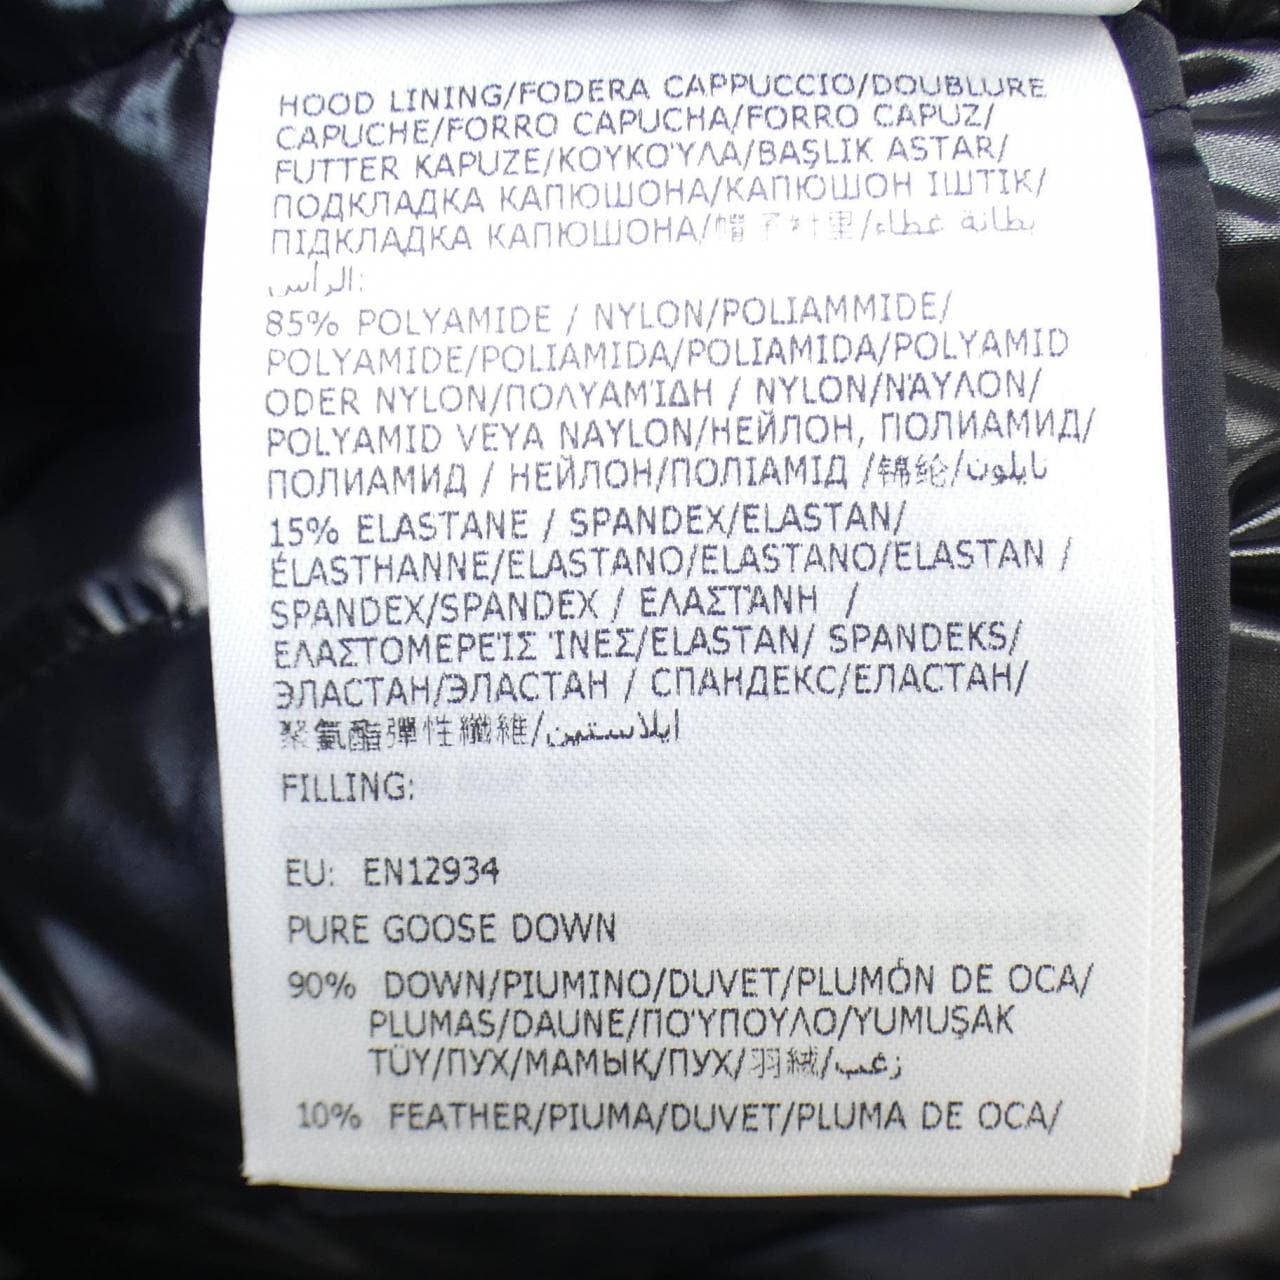 HOOD LINING/FODERA CAPPUCCIO/DOUBLURE
CAPUCHE/FORRO CAPUCHA/FORRO CAPUZ/
FUTTER KAPUZE/ΚΟΥΚΟΎΛΑ/BAŞLIK ASTAR/
ПОДКЛАДКА КАПЮШОНА/КАПЮШОН ІШТІК/
ПІДКЛАДКА КАПЮШОНА/帽子衬里/بطانة غطاء
الرأس:
85% POLYAMIDE / NYLON/POLIAMMIDE/
POLYAMIDE/POLIAMIDA/POLIAMIDA/POLYAMID
ODER NYLON/ΠΟΛΥΑΜΊΔΗ / NYLON/ΝΆΥΛΟΝ/
POLYAMID VEYA NAYLON/НЕЙЛОН, ПОЛИАМИД/
ПОЛИАМИД / НЕЙЛОН/ПОЛІАМІД /锦纶/نايلون
15% ELASTANE / SPANDEX/ELASTAN/
ÉLASTHANNE/ELASTANO/ELASTANO/ELASTAN /
SPANDEX/SPANDEX / ΕΛΑΣΤΆΝΗ /
ΕΛΑΣΤΟΜΕΡΕΊΣ ΊΝΕΣ/ELASTAN/ SPANDEKS/
ЭЛАСТАН/ЭЛАСТАН / СПАНДЕКС/ЕЛАСТАН/
聚氨酯彈性纖維/ايلاستين
FILLING:
EU: EN12934
PURE GOOSE DOWN
90% DOWN/PIUMINO/DUVET/PLUMÓN DE OCA/
PLUMAS/DAUNE/ΠΟΎΠΟΥΛΟ/YUMUŞAK
TÜY/ПУХ/МАМЫҚ/ПУХ/羽絨/زغب
10% FEATHER/PIUMA/DUVET/PLUMA DE OCA/